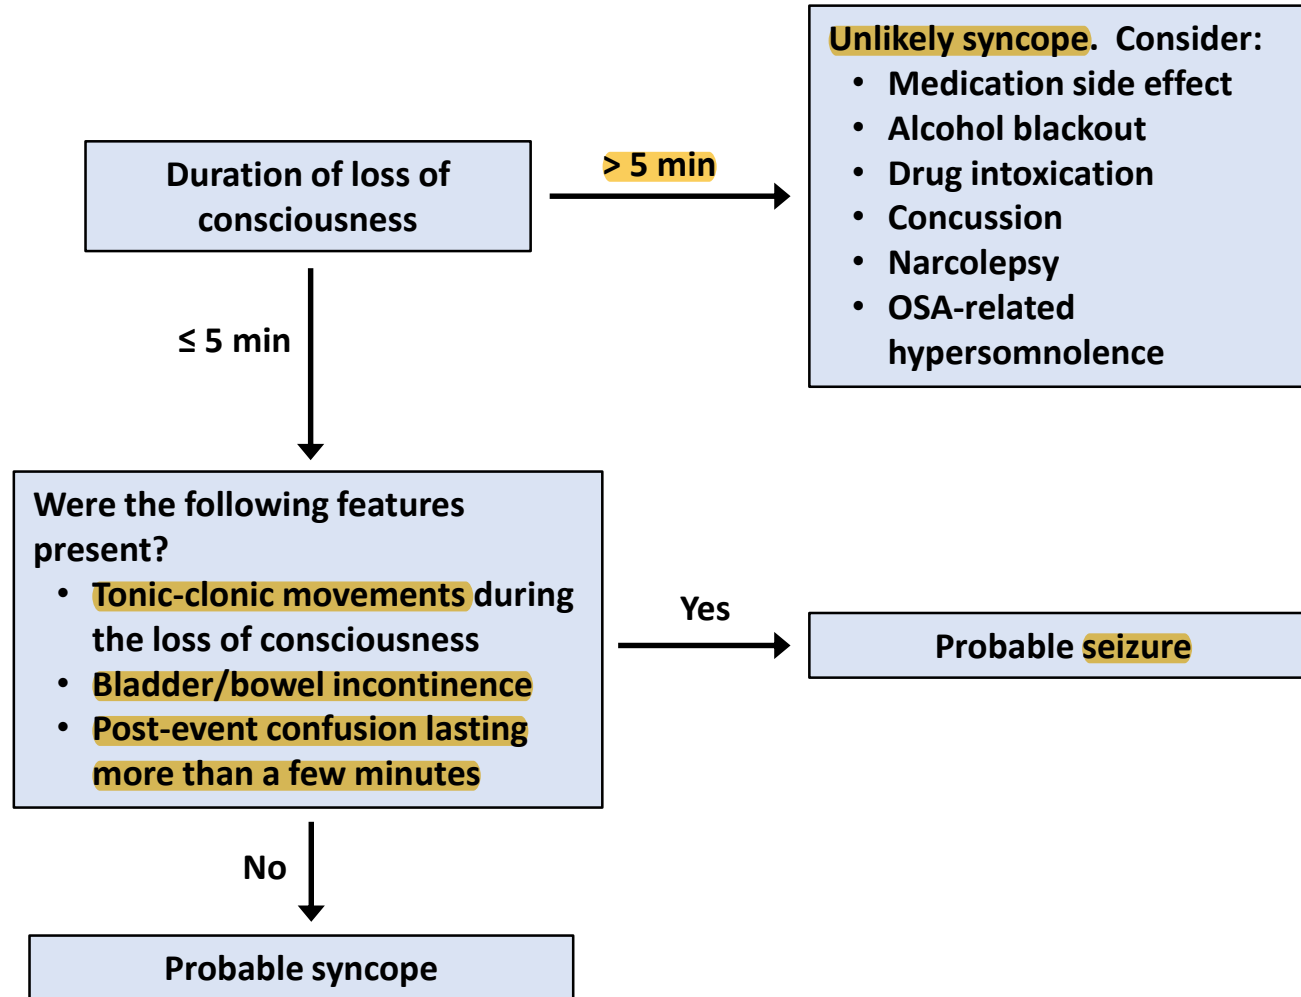 Duration of loss of
consciousness
> 5 min
Unlikely syncope. Consider:
• Medication side effect
• Alcohol blackout
• Drug intoxication
• Concussion
• Narcolepsy
• OSA-related
hypersomnolence
≤ 5 min
Were the following features
present?
• Tonic-clonic movements during
the loss of consciousness
• Bladder/bowel incontinence
• Post-event confusion lasting
more than a few minutes
Yes
Probable seizure
No
Probable syncope